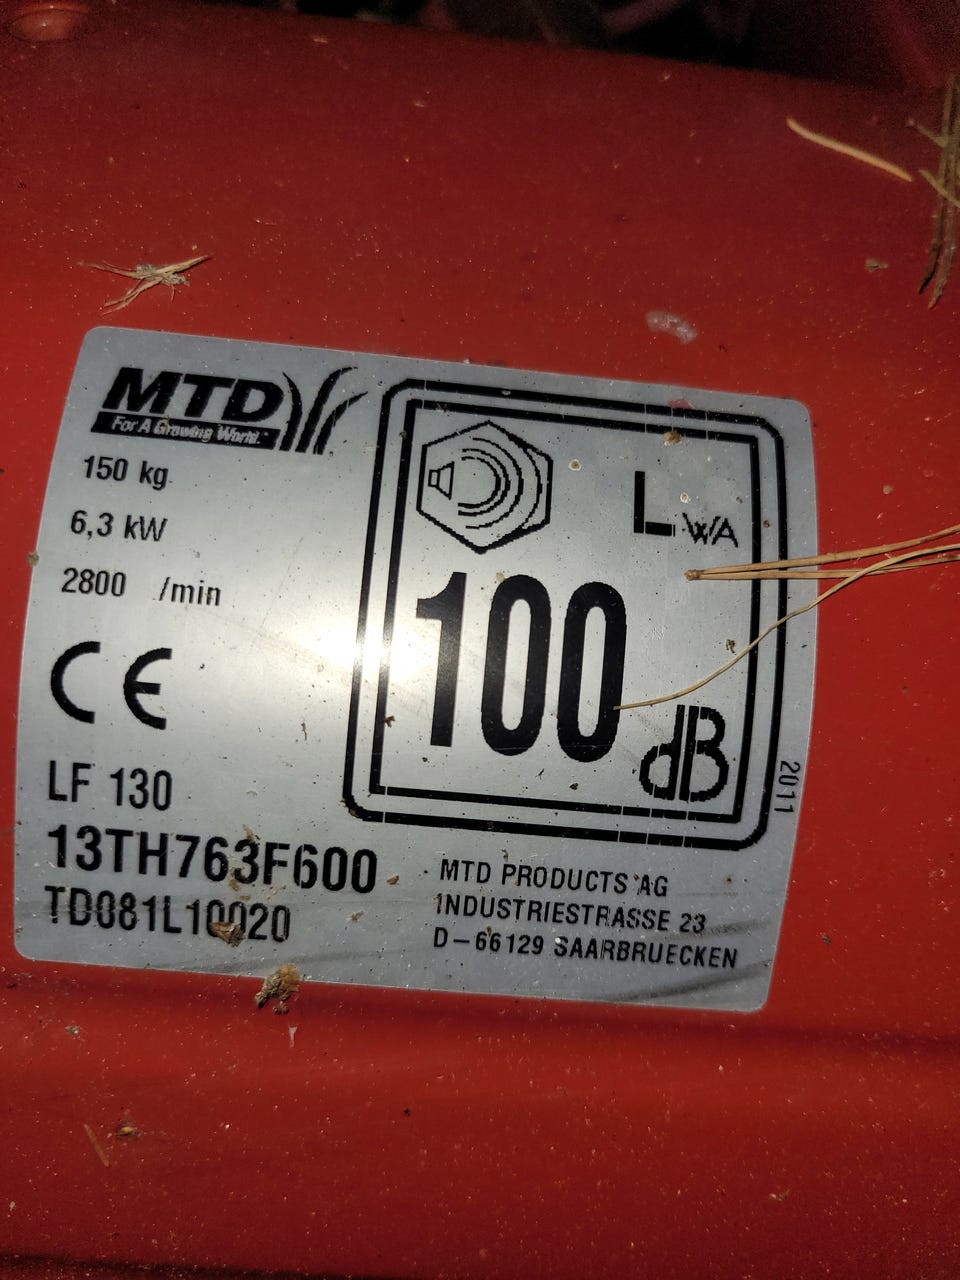 MTD
For A Growing World.
150 kg
6,3 kW
2800 /min
CE
LF 130
13TH763F600
TD081L10020
LWA
100
dB
2011
MTD PRODUCTS AG
INDUSTRIESTRASSE 23
D-66129 SAARBRUECKEN